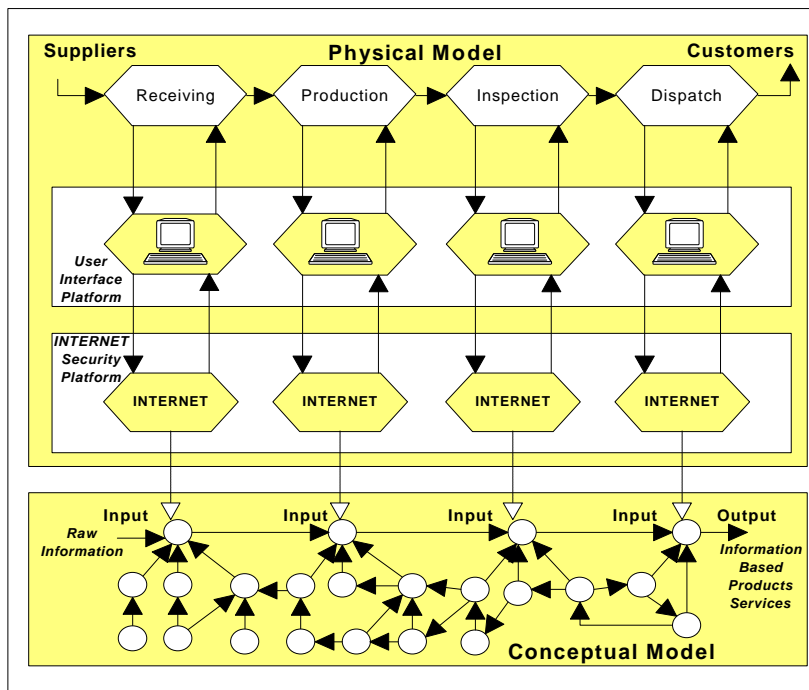 Suppliers
Physical Model
Customers
Receiving
Production
Inspection
Dispatch
User
Interface
Platform
INTERNET
Security
Platform
INTERNET
INTERNET
INTERNET
INTERNET
Input
Input
Input
Input
Output
Raw
Information
Information
Based
Products
Services
Conceptual Model